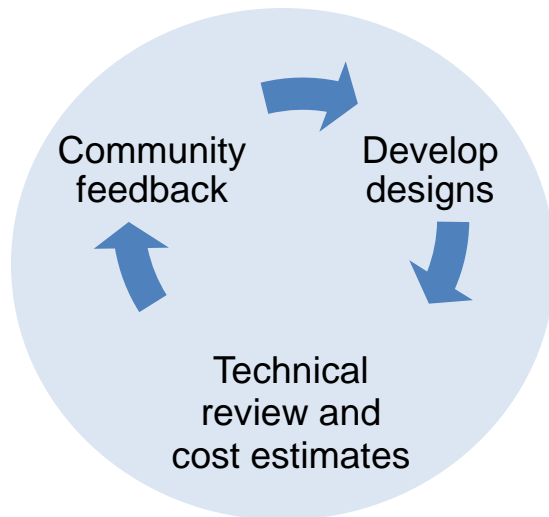 Community
feedback
Develop
designs
Technical
review and
cost estimates